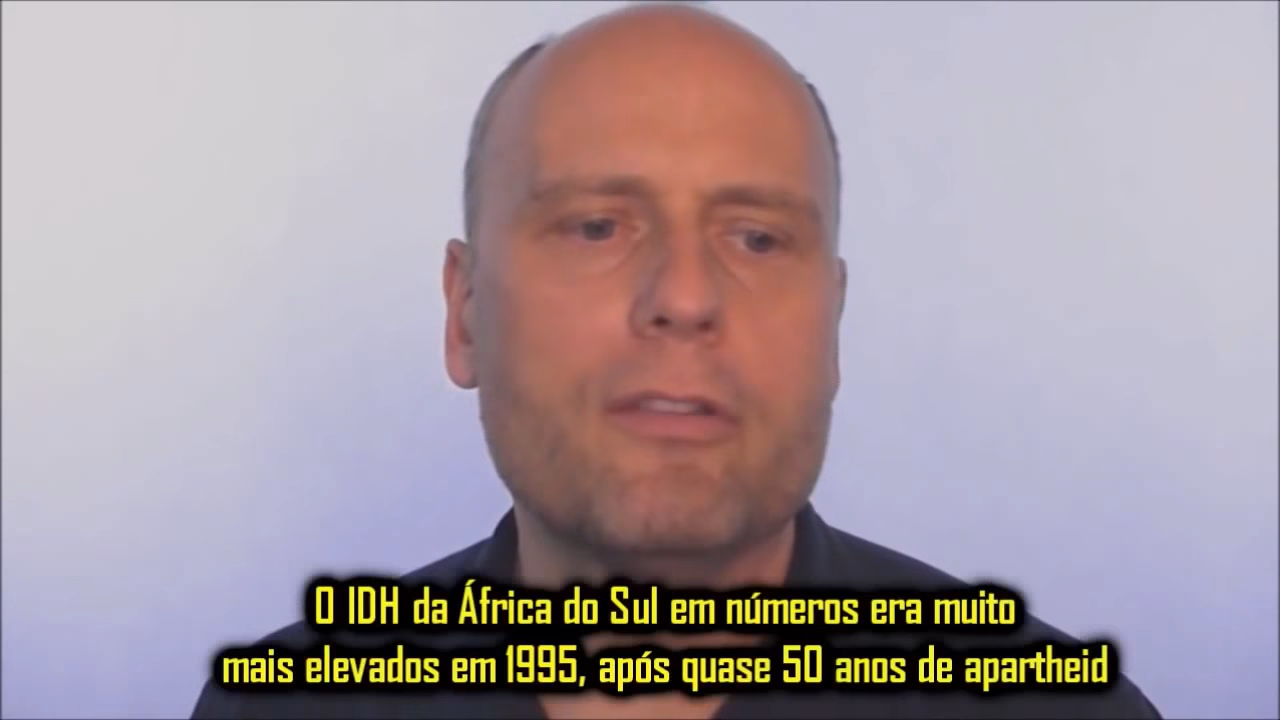 O IDH da África do Sul em números era muito
mais elevados em 1995, após quase 50 anos de apartheid